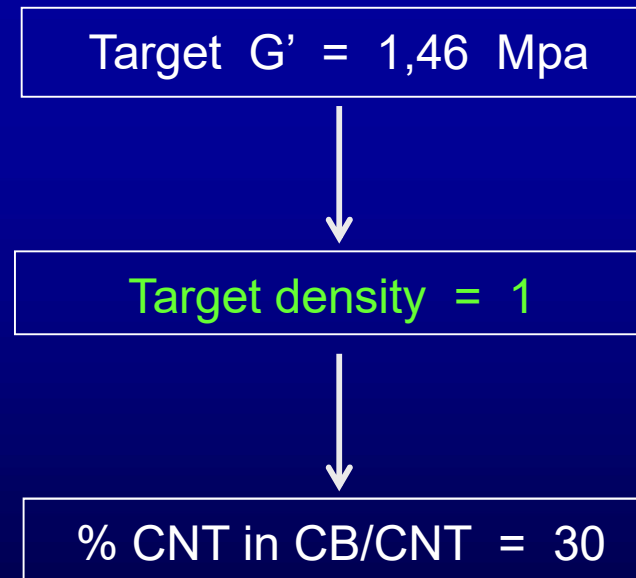 Target G’ = 1,46 Mpa
Target density = 1
% CNT in CB/CNT = 30